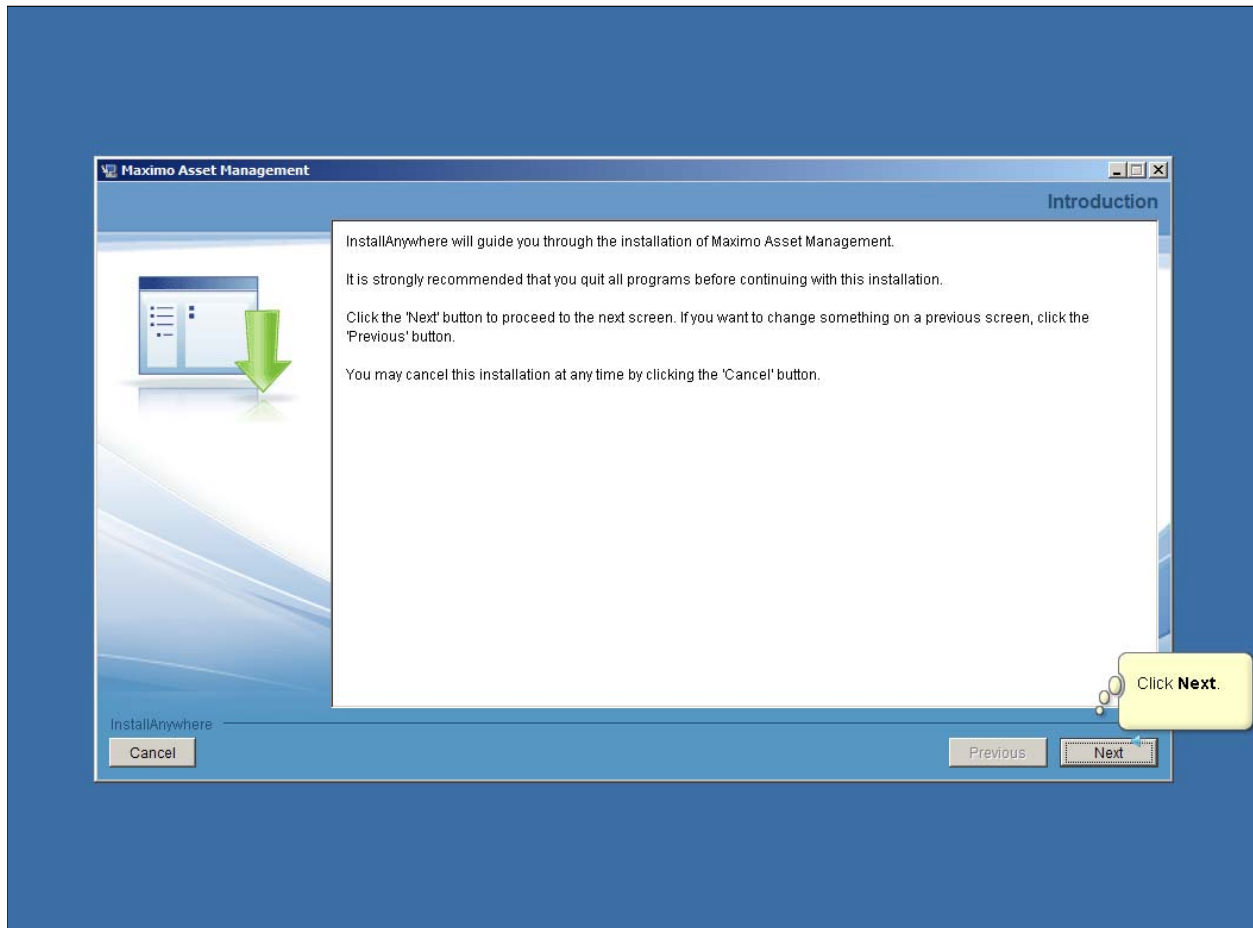 Maximo Asset Management
Introduction
InstallAnywhere will guide you through the installation of Maximo Asset Management.
It is strongly recommended that you quit all programs before continuing with this installation.
Click the 'Next' button to proceed to the next screen. If you want to change something on a previous screen, click the
'Previous' button.
You may cancel this installation at any time by clicking the 'Cancel' button.
Click Next.
InstallAnywhere
Cancel
Previous
Next